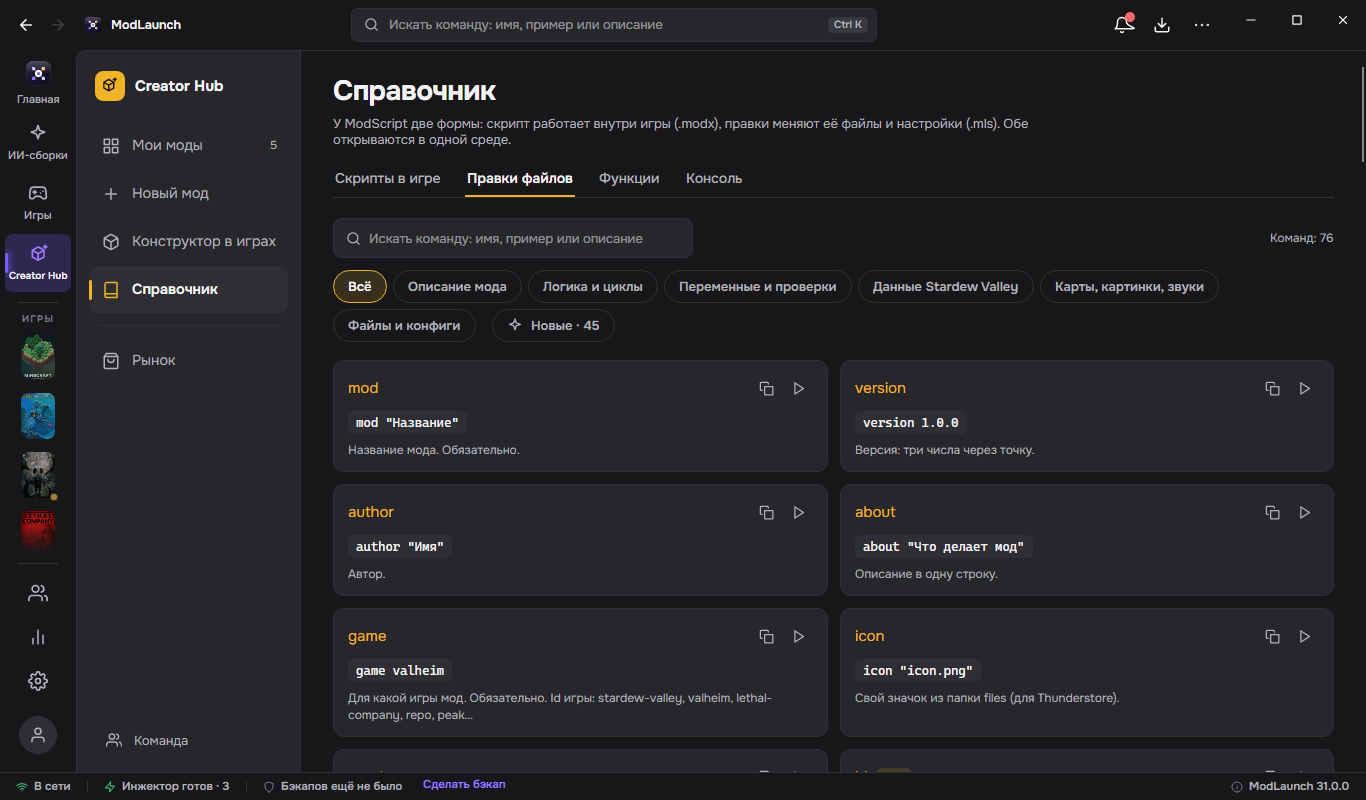 ModLaunch
Искать команду: имя, пример или описание
Ctrl K
Главная
ИИ-сборки
Игры
Creator Hub
ИГРЫ
MINECRAFT
LETHAL
COMPANY
Creator Hub
Мои моды 5
Новый мод
Конструктор в играх
Справочник
Рынок
Команда
Справочник
У ModScript две формы: скрипт работает внутри игры (.modx), правки меняют её файлы и настройки (.mls). Обе
открываются в одной среде.
Скрипты в игре Правки файлов Функции Консоль
Искать команду: имя, пример или описание
Команд: 76
Всё Описание мода Логика и циклы Переменные и проверки Данные Stardew Valley Карты, картинки, звуки
Файлы и конфиги Новые · 45
mod
mod "Название"
Название мода. Обязательно.
version
version 1.0.0
Версия: три числа через точку.
author
author "Имя"
Автор.
about
about "Что делает мод"
Описание в одну строку.
game
game valheim
Для какой игры мод. Обязательно. Id игры: stardew-valley, valheim, lethal-
company, repo, peak...
icon
icon "icon.png"
Свой значок из папки files (для Thunderstore).
В сети Инжектор готов · 3 Бэкапов ещё не было Сделать бэкап ModLaunch 31.0.0